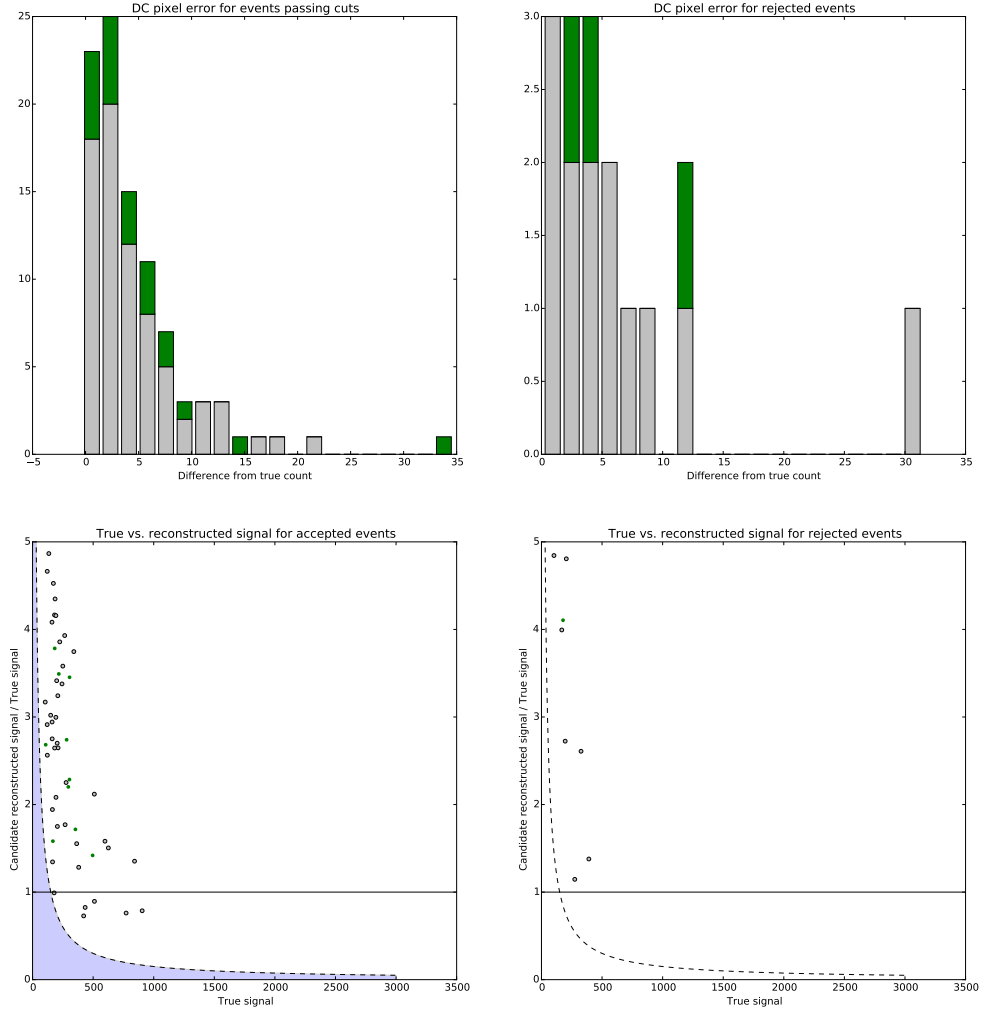 DC pixel error for events passing cuts
25
20
15
10
5
0
−5 0 5 10 15 20 25 30 35
Difference from true count
DC pixel error for rejected events
3.0
2.5
2.0
1.5
1.0
0.5
0.0
0 5 10 15 20 25 30 35
Difference from true count
True vs. reconstructed signal for accepted events
Candidate reconstructed signal / True signal
5
4
3
2
1
0
0 500 1000 1500 2000 2500 3000 3500
True signal
True vs. reconstructed signal for rejected events
Candidate reconstructed signal / True signal
5
4
3
2
1
0
0 500 1000 1500 2000 2500 3000 3500
True signal